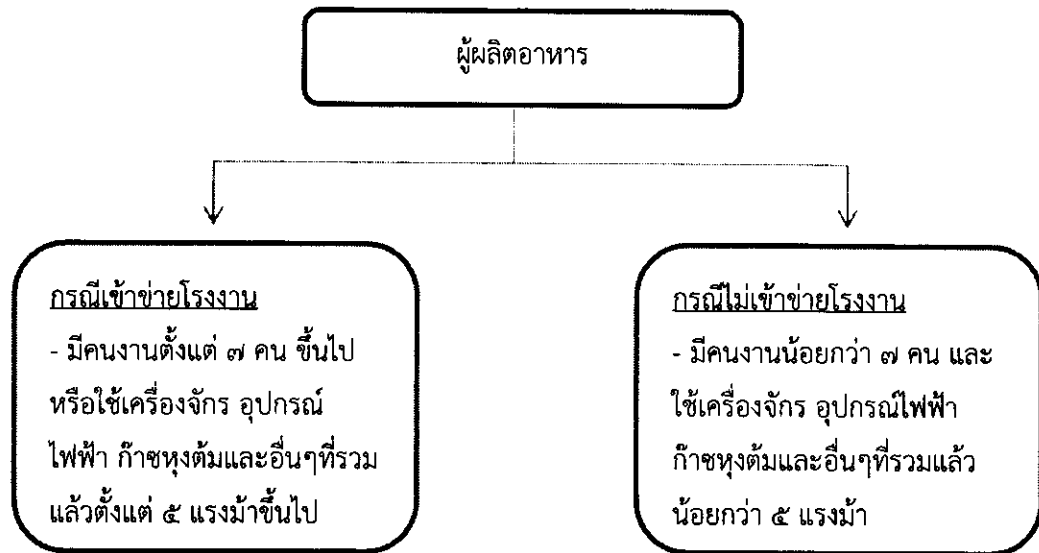 ผู้ผลิตอาหาร
กรณีเข้าข่ายโรงงาน
- มีคนงานตั้งแต่ ๗ คน ขึ้นไป
หรือใช้เครื่องจักร อุปกรณ์
ไฟฟ้า ก๊าซหุงต้มและอื่นๆที่รวม
แล้วตั้งแต่ ๕ แรงม้าขึ้นไป
กรณีไม่เข้าข่ายโรงงาน
- มีคนงานน้อยกว่า ๗ คน และ
ใช้เครื่องจักร อุปกรณ์ไฟฟ้า
ก๊าซหุงต้มและอื่นๆที่รวมแล้ว
น้อยกว่า ๕ แรงม้า